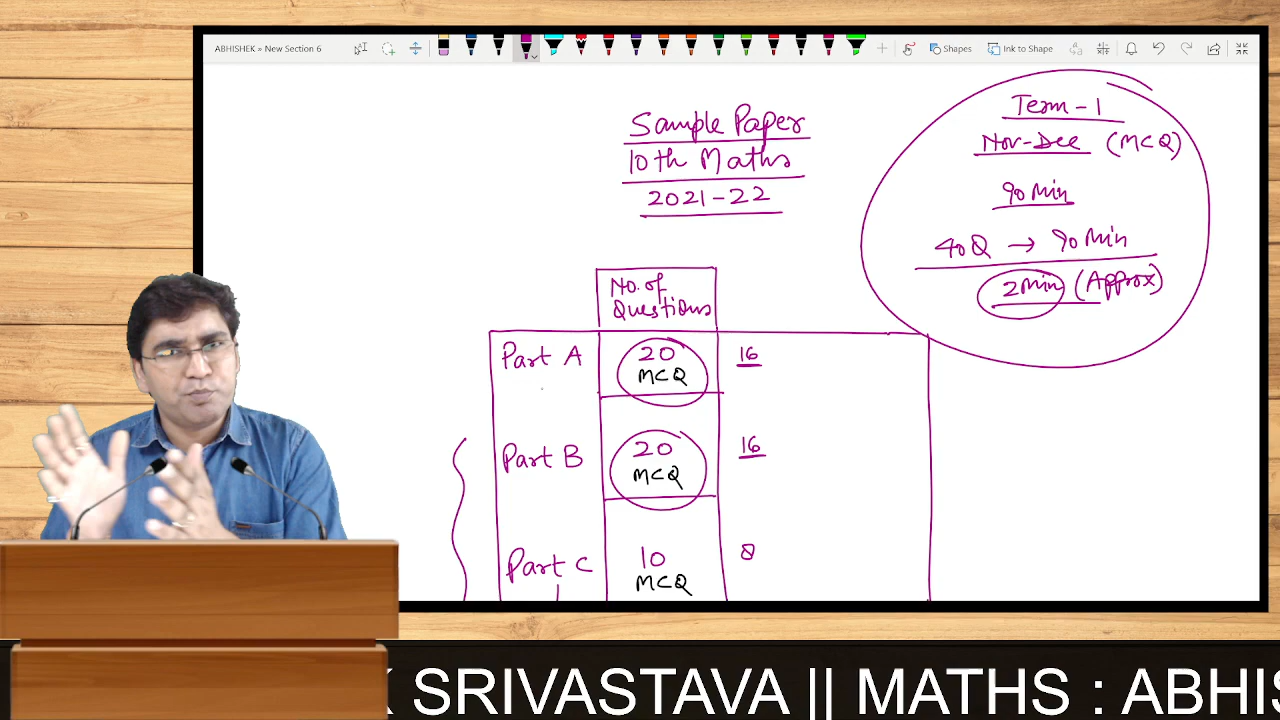 ABHISHEK » New Section 6
Shapes
Ink to Shape
Sample Paper
10th Maths
2021-22
Term-1
Nov-Dec (MCQ)
90 Min
40Q → 90 Min
2 Min (Approx)
No. of
Questions
Part A 20 16
MCQ
Part B 20 16
MCQ
Part C 10 8
MCQ
SRIVASTAVA || MATHS : ABHIS